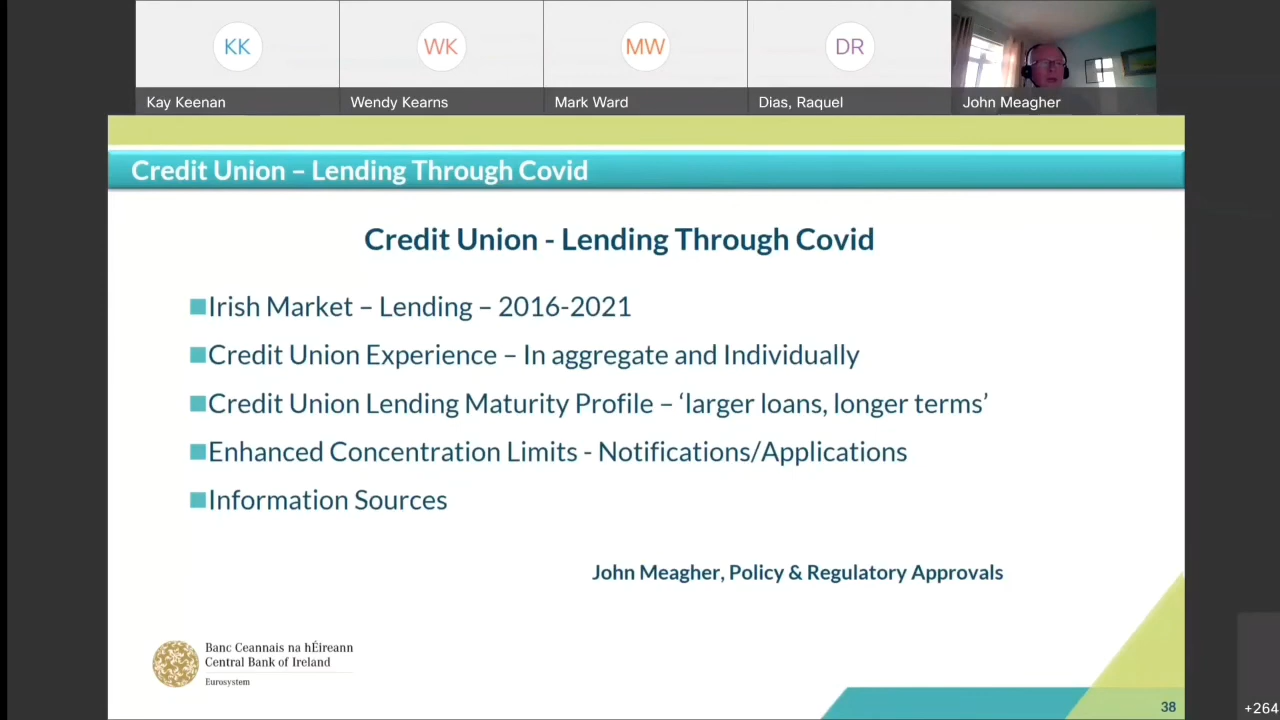 KK
WK
MW
DR
Kay Keenan
Wendy Kearns
Mark Ward
Dias, Raquel
John Meagher
Credit Union – Lending Through Covid
Credit Union - Lending Through Covid
Irish Market – Lending – 2016-2021
Credit Union Experience – In aggregate and Individually
Credit Union Lending Maturity Profile – ‘larger loans, longer terms’
Enhanced Concentration Limits - Notifications/Applications
Information Sources
John Meagher, Policy & Regulatory Approvals
Banc Ceannais na hÉireann
Central Bank of Ireland
Eurosystem
38
+264